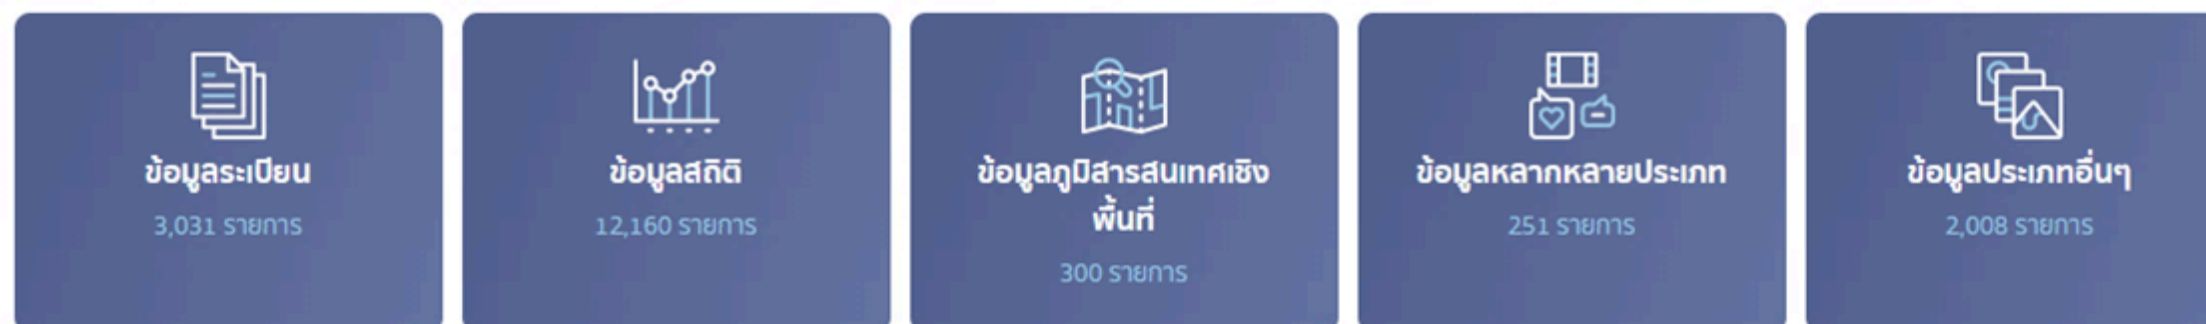 ข้อมูลระเบียน
3,031 รายการ
ข้อมูลสถิติ
12,160 รายการ
ข้อมูลภูมิสารสนเทศเชิง
พื้นที่
300 รายการ
ข้อมูลหลากหลายประเภท
251 รายการ
ข้อมูลประเภทอื่นๆ
2,008 รายการ